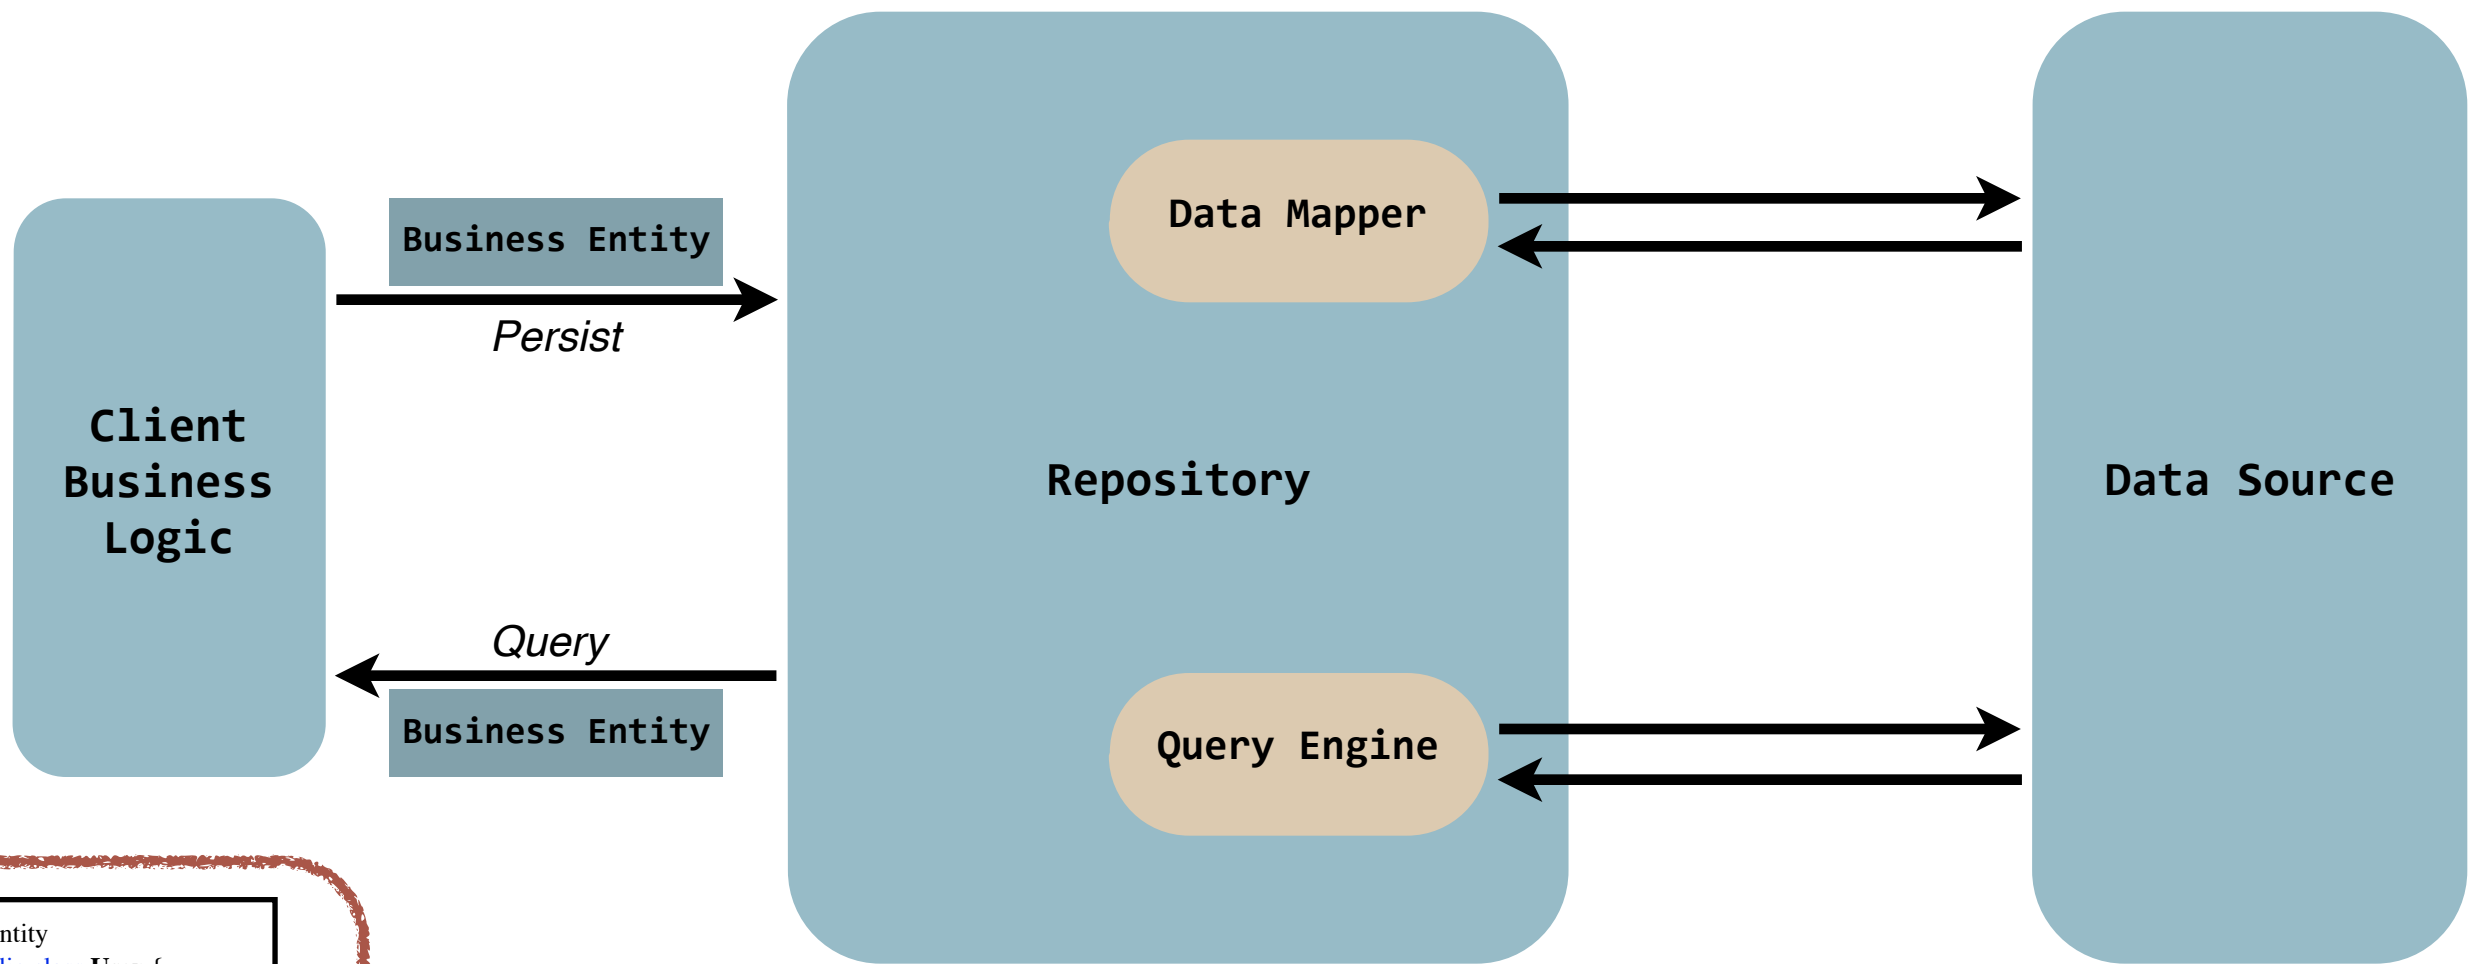 Business Entity
Persist
Client
Business
Logic
Query
Business Entity
Data Mapper
Repository
Query Engine
Data Source
ntity